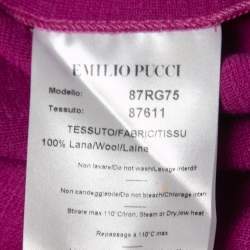 EMILIO PUCCI
Modello: 87RG75
Tessuto: 87611
TESSUTO/FABRIC/TISSU
100% Lana/Wool/Laine
Non lavare/Do not wash/Lavage interdit
Non candeggiare/Do not bleach/Chlorage interdit
Stirare max 110°C/Iron, Steam or Dry, low heat
Repassage à 110°C